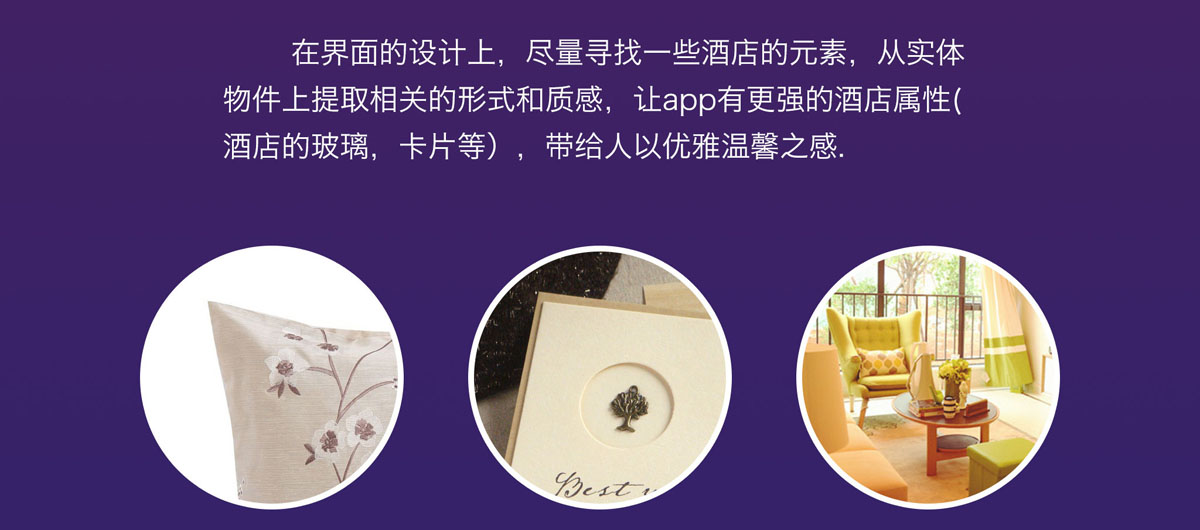 在界面的设计上，尽量寻找一些酒店的元素，从实体
物件上提取相关的形式和质感，让app有更强的酒店属性(
酒店的玻璃，卡片等），带给人以优雅温馨之感.
Best